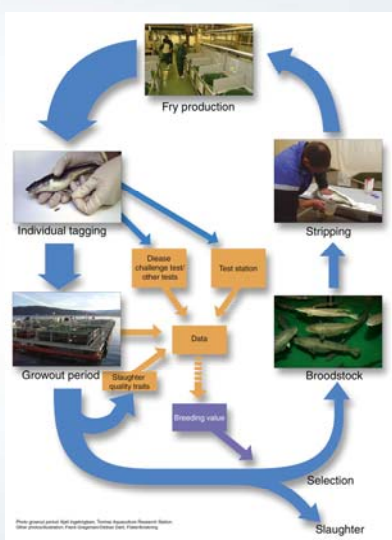 Fry production
Individual tagging
Stripping
Diease
challenge test/
other tests
Test station
Data
Growout period
Slaughter
quality traits
Broodstock
Breeding value
Selection
Slaughter